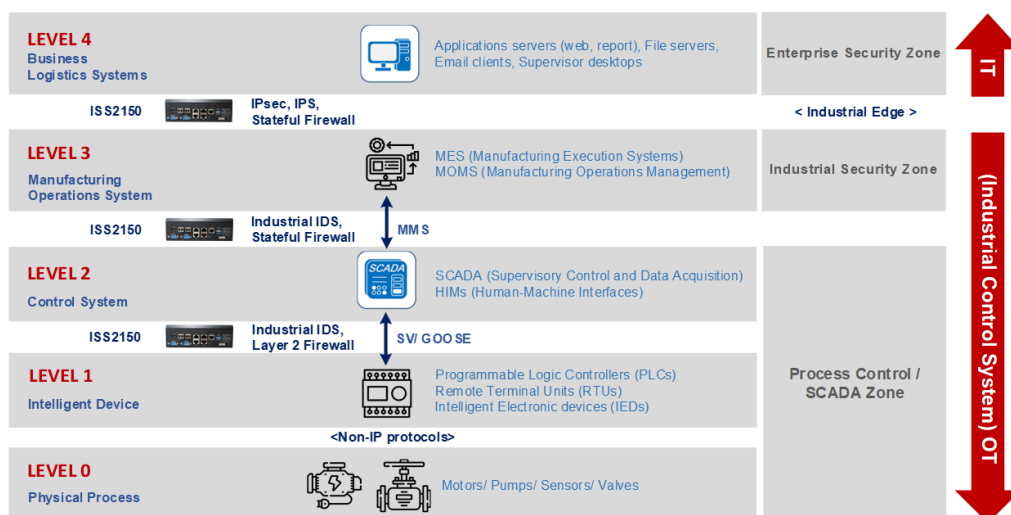 LEVEL 4
Business
Logistics Systems
Applications servers (web, report), File servers,
Email clients, Supervisor desktops
Enterprise Security Zone
IT
ISS2150
IPsec, IPS,
Stateful Firewall
< Industrial Edge >
LEVEL 3
Manufacturing
Operations System
MES (Manufacturing Execution Systems)
MOMS (Manufacturing Operations Management)
Industrial Security Zone
ISS2150
Industrial IDS,
Stateful Firewall
MMS
LEVEL 2
Control System
SCADA
SCADA (Supervisory Control and Data Acquisition)
HIMs (Human-Machine Interfaces)
ISS2150
Industrial IDS,
Layer 2 Firewall
SV/ GOOSE
LEVEL 1
Intelligent Device
Programmable Logic Controllers (PLCs)
Remote Terminal Units (RTUs)
Intelligent Electronic devices (IEDs)
Process Control /
SCADA Zone
(Industrial Control System) OT
<Non-IP protocols>
LEVEL 0
Physical Process
Motors/ Pumps/ Sensors/ Valves